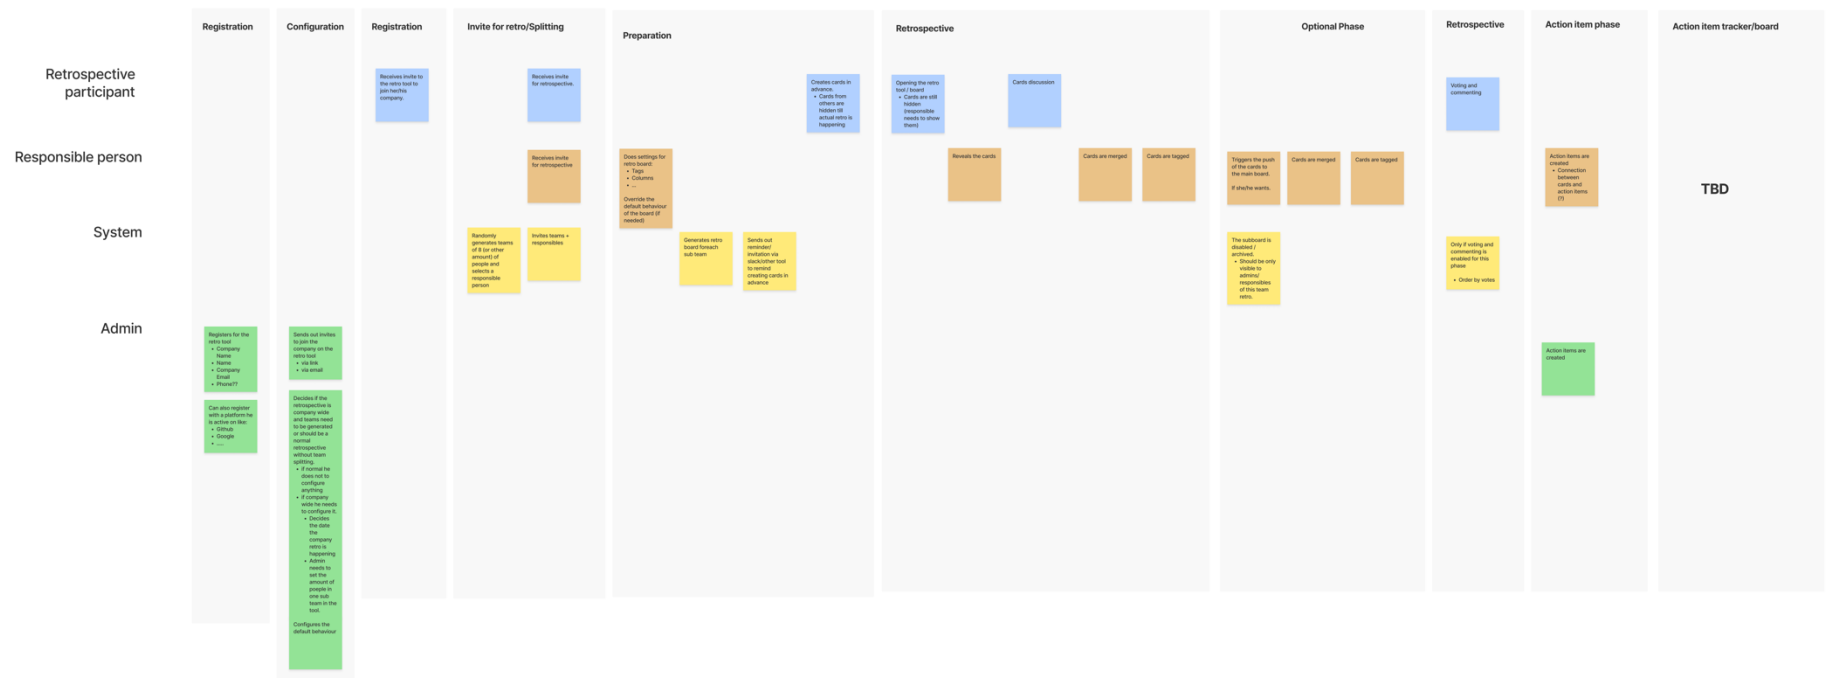 Registration
Configuration
Registration
Invite for retro/Splitting
Preparation
Retrospective
Optional Phase
Retrospective
Action item phase
Action item tracker/board
Retrospective
participant
Receives invite to
the retro tool to
join her/his
company.
Receives invite
for retrospective.
Creates cards in
advance.
• Cards from
others are
hidden till
actual retro is
happening
Opening the retro
tool / board
• Cards are still
hidden
(responsible
needs to show
them)
Cards discussion
Voting and
commenting
Responsible person
Receives invite
for retrospective
Does settings for
retro board:
• Tags
• Columns
• ...
Override the
default behaviour
of the board (if
needed)
Reveals the cards
Cards are merged
Cards are tagged
Triggers the push
of the cards to
the main board.
If she/he wants.
Cards are merged
Cards are tagged
Action items are
created
• Connection
between
cards and
action items
(?)
TBD
System
Randomly
generates teams
of 8 (or other
amount) of
people and
selects a
responsible
person
Invites teams +
responsibles
Generates retro
board foreach
sub team
Sends out
reminder/
invitation via
slack/other tool
to remind
creating cards in
advance
The subboard is
disabled /
archived.
• Should be only
visible to
admins/
responsibles
of this team
retro.
Only if voting and
commenting is
enabled for this
phase
• Order by votes
Admin
Registers for the
retro tool
• Company
Name
• Name
• Company
Email
• Phone??
Can also register
with a platform he
is active on like:
• Github
• Google
• .....
Sends out invites
to join the
company on the
retro tool
• via link
• via email
Decides if the
retrospective is
company wide
and teams need
to be generated
or should be a
normal
retrospective
without team
splitting.
• if normal he
does not to
configure
anything
• if company
wide he needs
to configure it.
• Decides
the date
the
company
retro is
happening
• Admin
needs to
set the
amount of
poeple in
one sub
team in the
tool.
Configures the
default behaviour
Action items are
created